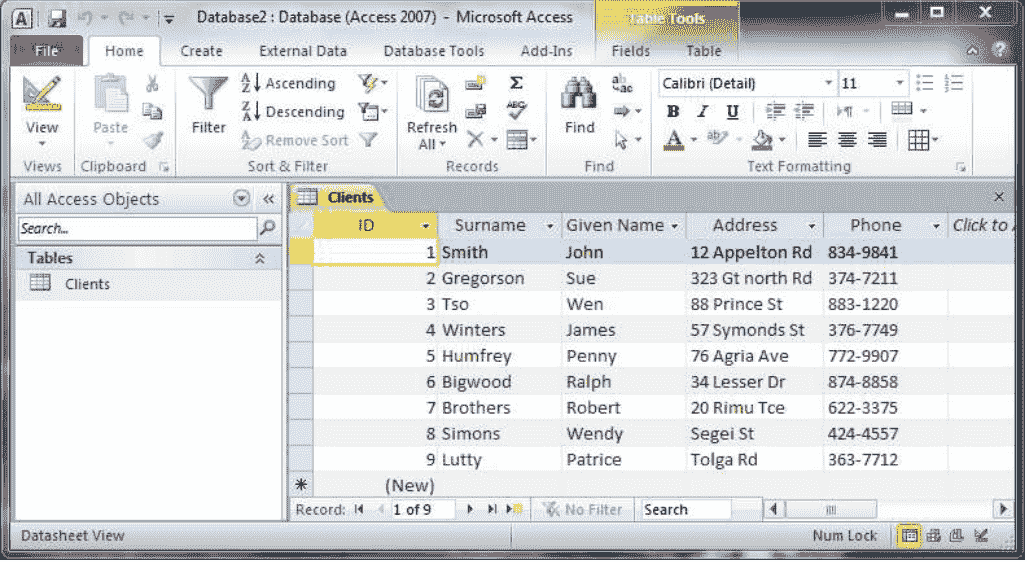 Database2 : Database (Access 2007) - Microsoft Access
Table Tools
File Home Create External Data Database Tools Add-Ins Fields Table
View
Paste
Filter
Ascending
Descending
Remove Sort
Refresh
All
Σ
Find
ab
ac
Calibri (Detail) 11
B I U
A ab
Views Clipboard Sort & Filter Records Find Text Formatting
All Access Objects
Search...
Tables
Clients
Clients
ID Surname Given Name Address Phone Click to
1 Smith John 12 Appelton Rd 834-9841
2 Gregorson Sue 323 Gt north Rd 374-7211
3 Tso Wen 88 Prince St 883-1220
4 Winters James 57 Symonds St 376-7749
5 Humfrey Penny 76 Agria Ave 772-9907
6 Bigwood Ralph 34 Lesser Dr 874-8858
7 Brothers Robert 20 Rimu Tce 622-3375
8 Simons Wendy Segei St 424-4557
9 Lutty Patrice Tolga Rd 363-7712
* (New)
Record: 1 of 9 No Filter Search
Datasheet View Num Lock